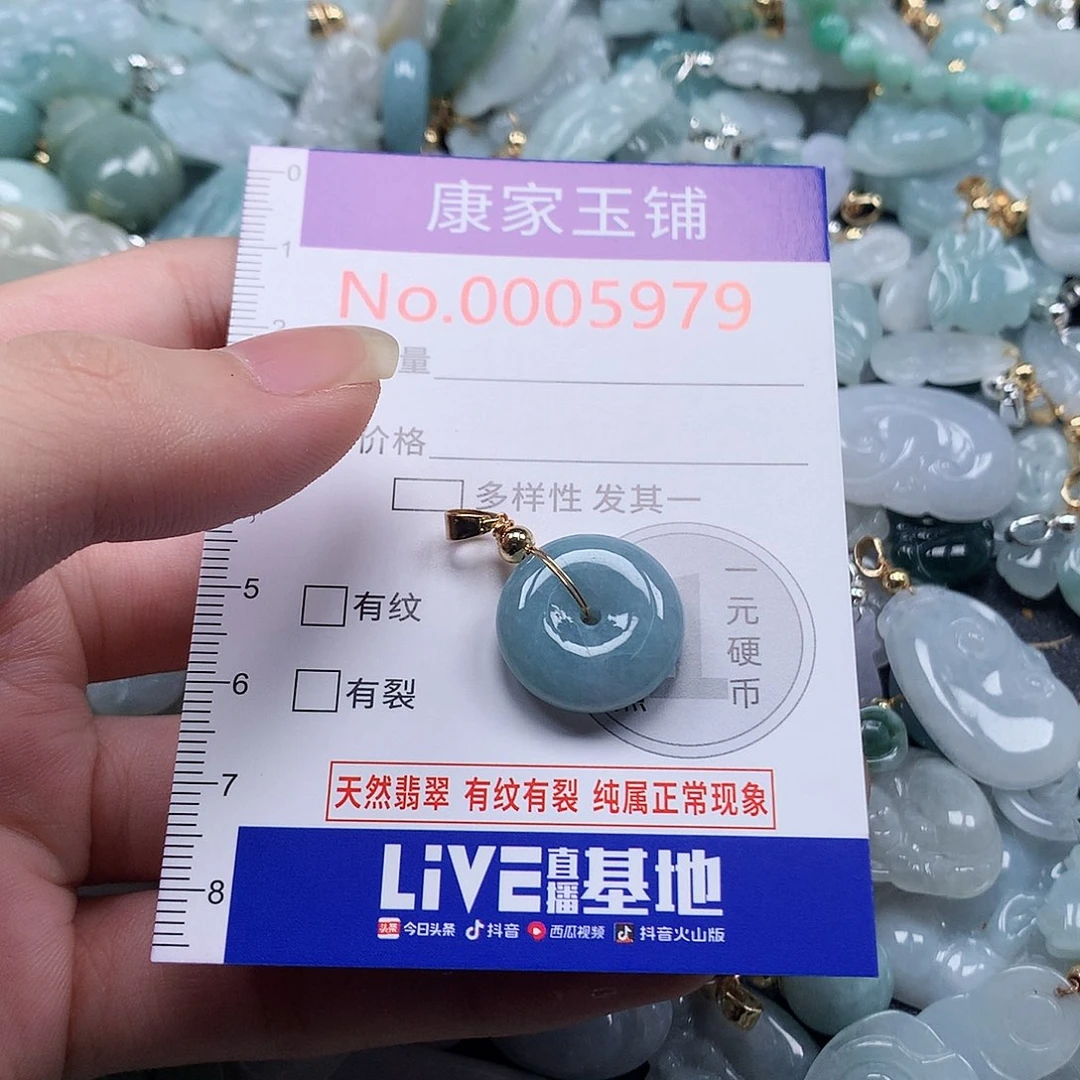 0
康家玉铺
1
No.0005979
2
量
价格
多样性 发其一
5
有纹
一元硬币
6
有裂
7
天然翡翠 有纹有裂 纯属正常现象
LiVE直播基地
8
头条 今日头条 抖音 西瓜视频 抖音火山版